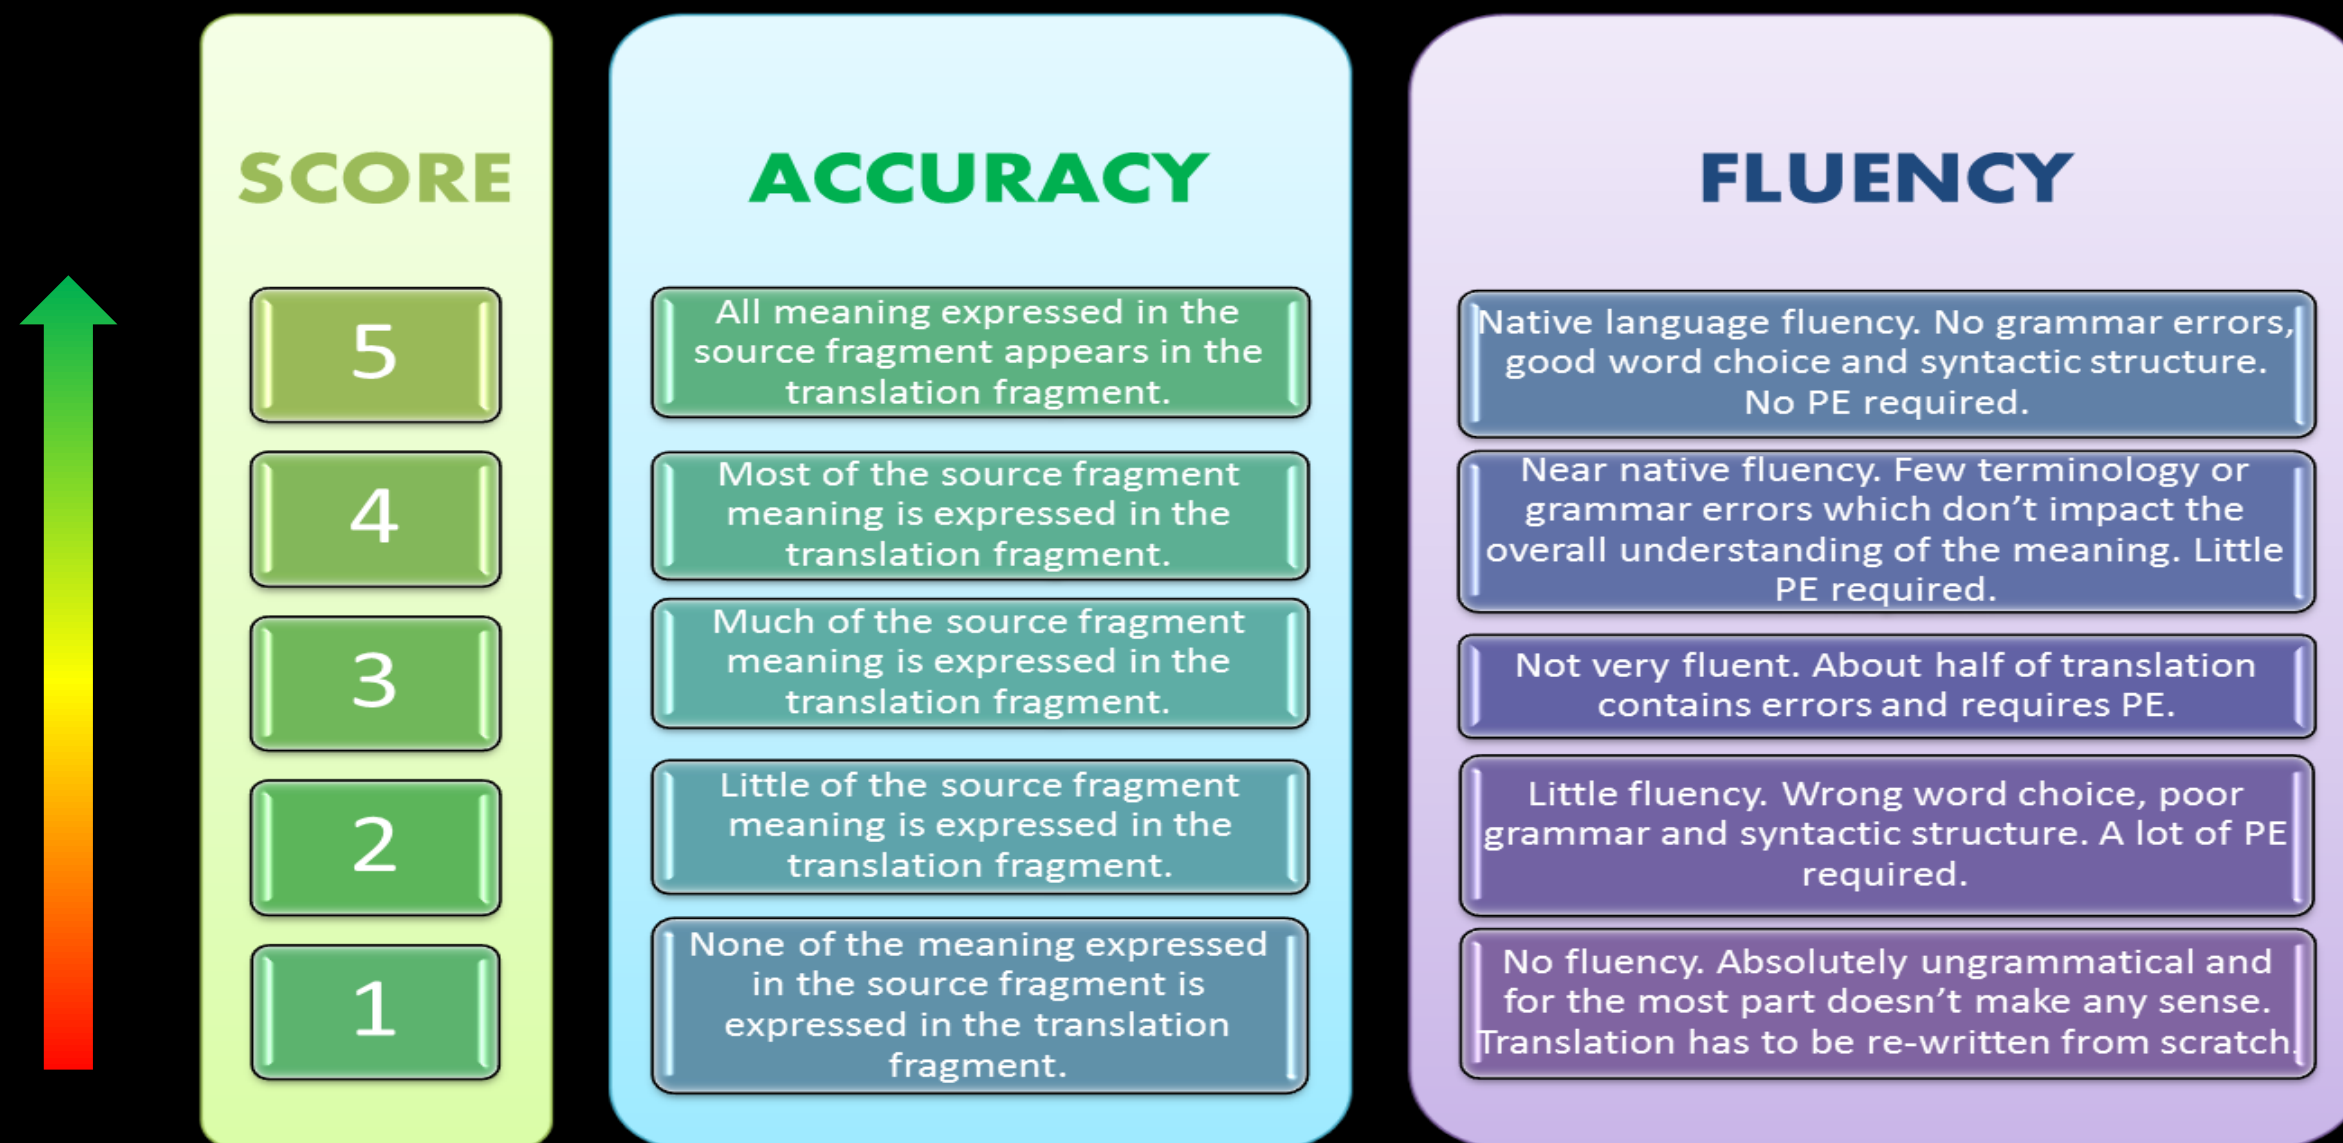 SCORE
5
4
3
2
1
ACCURACY
All meaning expressed in the
source fragment appears in the
translation fragment.
Most of the source fragment
meaning is expressed in the
translation fragment.
Much of the source fragment
meaning is expressed in the
translation fragment.
Little of the source fragment
meaning is expressed in the
translation fragment.
None of the meaning expressed
in the source fragment is
expressed in the translation
fragment.
FLUENCY
Native language fluency. No grammar errors,
good word choice and syntactic structure.
No PE required.
Near native fluency. Few terminology or
grammar errors which don’t impact the
overall understanding of the meaning. Little
PE required.
Not very fluent. About half of translation
contains errors and requires PE.
Little fluency. Wrong word choice, poor
grammar and syntactic structure. A lot of PE
required.
No fluency. Absolutely ungrammatical and
for the most part doesn’t make any sense.
Translation has to be re-written from scratch.